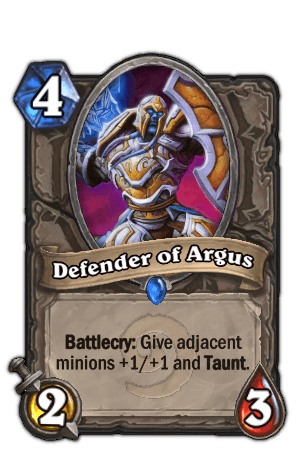 4
Defender of Argus
Battlecry: Give adjacent
minions +1/+1 and Taunt.
2
3